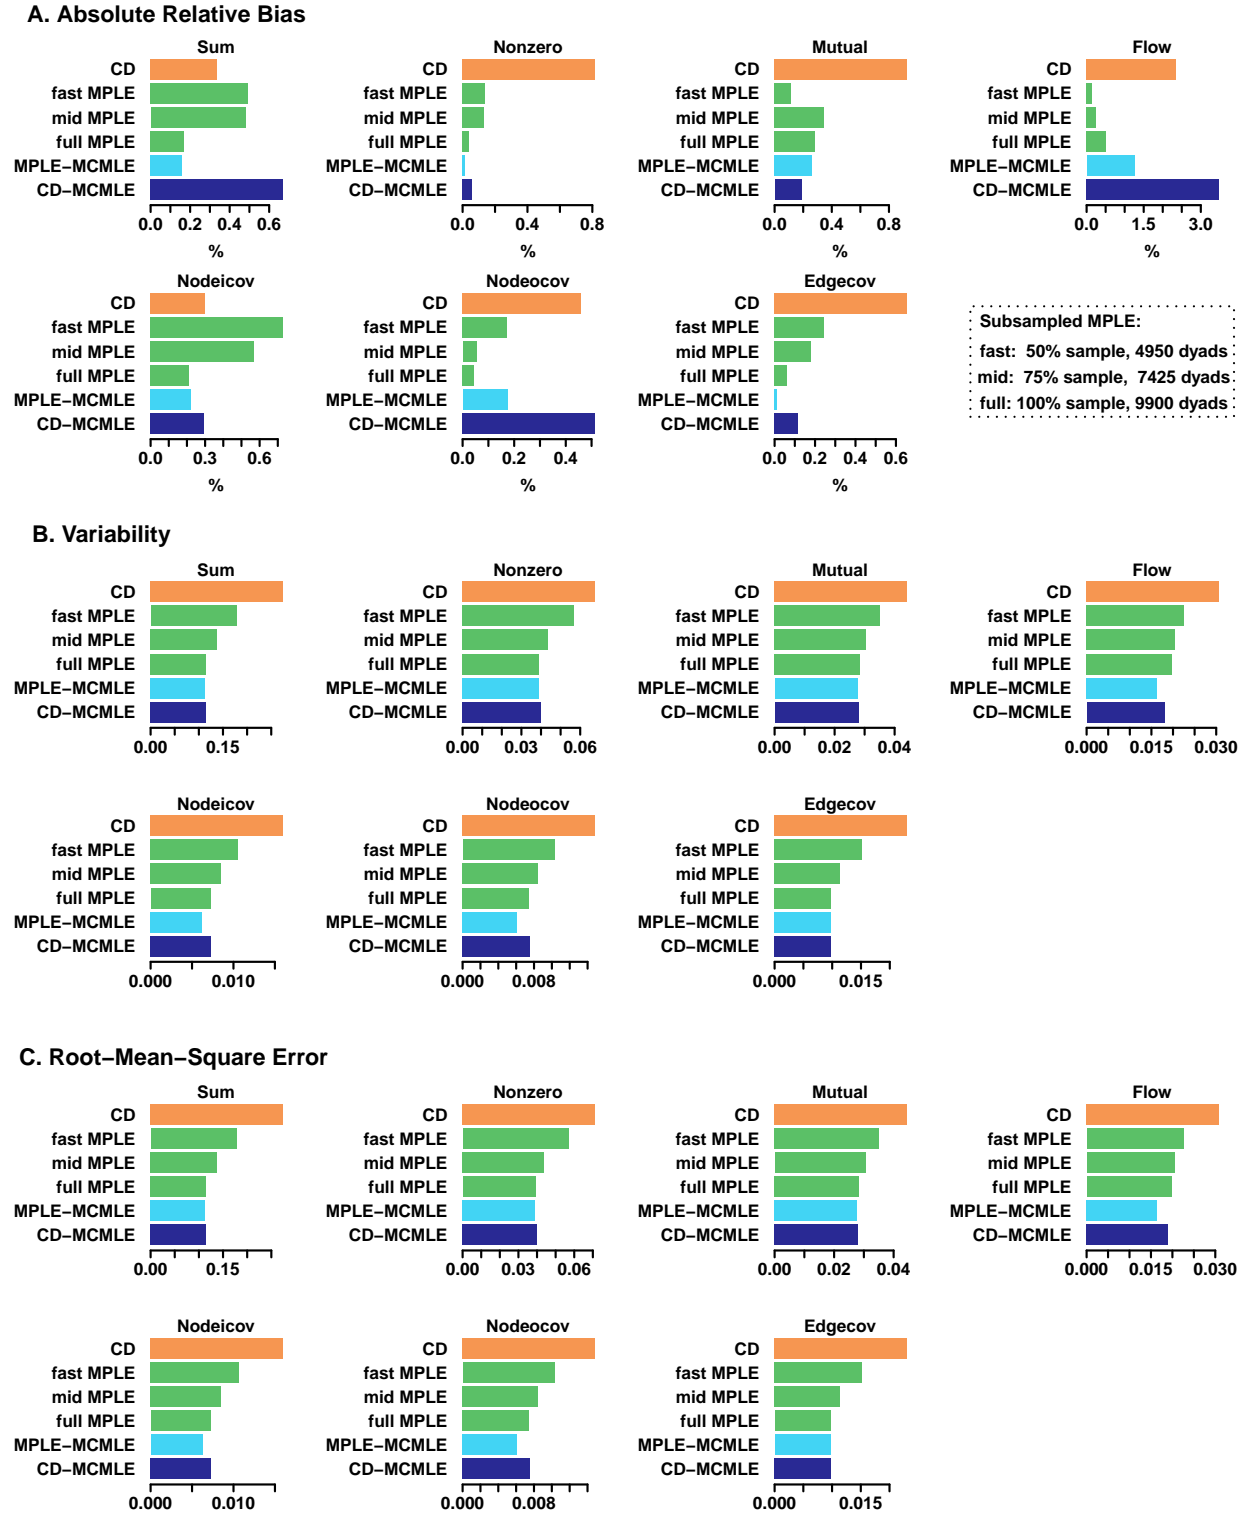 A. Absolute Relative Bias
Sum
CD
fast MPLE
mid MPLE
full MPLE
MPLE−MCMLE
CD−MCMLE
0.0 0.2 0.4 0.6
%
Nonzero
CD
fast MPLE
mid MPLE
full MPLE
MPLE−MCMLE
CD−MCMLE
0.0 0.4 0.8
%
Mutual
CD
fast MPLE
mid MPLE
full MPLE
MPLE−MCMLE
CD−MCMLE
0.0 0.4 0.8
%
Flow
CD
fast MPLE
mid MPLE
full MPLE
MPLE−MCMLE
CD−MCMLE
0.0 1.5 3.0
%
Nodeicov
CD
fast MPLE
mid MPLE
full MPLE
MPLE−MCMLE
CD−MCMLE
0.0 0.3 0.6
%
Nodeocov
CD
fast MPLE
mid MPLE
full MPLE
MPLE−MCMLE
CD−MCMLE
0.0 0.2 0.4
%
Edgecov
CD
fast MPLE
mid MPLE
full MPLE
MPLE−MCMLE
CD−MCMLE
0.0 0.2 0.4 0.6
%
Subsampled MPLE:
fast: 50% sample, 4950 dyads
mid: 75% sample, 7425 dyads
full: 100% sample, 9900 dyads
B. Variability
Sum
CD
fast MPLE
mid MPLE
full MPLE
MPLE−MCMLE
CD−MCMLE
0.00 0.15
Nonzero
CD
fast MPLE
mid MPLE
full MPLE
MPLE−MCMLE
CD−MCMLE
0.00 0.03 0.06
Mutual
CD
fast MPLE
mid MPLE
full MPLE
MPLE−MCMLE
CD−MCMLE
0.00 0.02 0.04
Flow
CD
fast MPLE
mid MPLE
full MPLE
MPLE−MCMLE
CD−MCMLE
0.000 0.015 0.030
Nodeicov
CD
fast MPLE
mid MPLE
full MPLE
MPLE−MCMLE
CD−MCMLE
0.000 0.010
Nodeocov
CD
fast MPLE
mid MPLE
full MPLE
MPLE−MCMLE
CD−MCMLE
0.000 0.008
Edgecov
CD
fast MPLE
mid MPLE
full MPLE
MPLE−MCMLE
CD−MCMLE
0.000 0.015
C. Root−Mean−Square Error
Sum
CD
fast MPLE
mid MPLE
full MPLE
MPLE−MCMLE
CD−MCMLE
0.00 0.15
Nonzero
CD
fast MPLE
mid MPLE
full MPLE
MPLE−MCMLE
CD−MCMLE
0.00 0.03 0.06
Mutual
CD
fast MPLE
mid MPLE
full MPLE
MPLE−MCMLE
CD−MCMLE
0.00 0.02 0.04
Flow
CD
fast MPLE
mid MPLE
full MPLE
MPLE−MCMLE
CD−MCMLE
0.000 0.015 0.030
Nodeicov
CD
fast MPLE
mid MPLE
full MPLE
MPLE−MCMLE
CD−MCMLE
0.000 0.010
Nodeocov
CD
fast MPLE
mid MPLE
full MPLE
MPLE−MCMLE
CD−MCMLE
0.000 0.008
Edgecov
CD
fast MPLE
mid MPLE
full MPLE
MPLE−MCMLE
CD−MCMLE
0.000 0.015